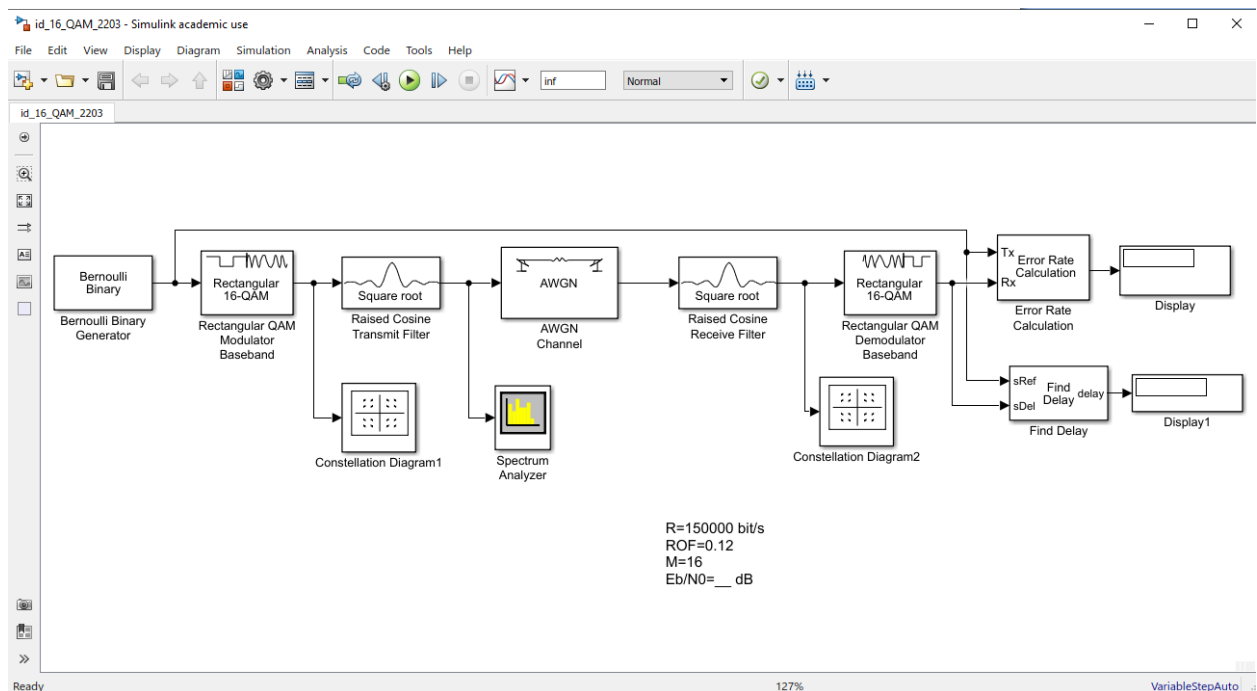 id_16_QAM_2203 - Simulink academic use
File Edit View Display Diagram Simulation Analysis Code Tools Help
inf
Normal
id_16_QAM_2203
Bernoulli
Binary
Bernoulli Binary
Generator
Rectangular
16-QAM
Rectangular QAM
Modulator
Baseband
Square root
Raised Cosine
Transmit Filter
AWGN
AWGN
Channel
Square root
Raised Cosine
Receive Filter
Rectangular
16-QAM
Rectangular QAM
Demodulator
Baseband
Tx
Rx
Error Rate
Calculation
Error Rate
Calculation
Display
sRef
sDel
Find
Delay
delay
Find Delay
Display1
Constellation Diagram1
Spectrum
Analyzer
Constellation Diagram2
R=150000 bit/s
ROF=0.12
M=16
Eb/N0=__ dB
Ready
127%
VariableStepAuto